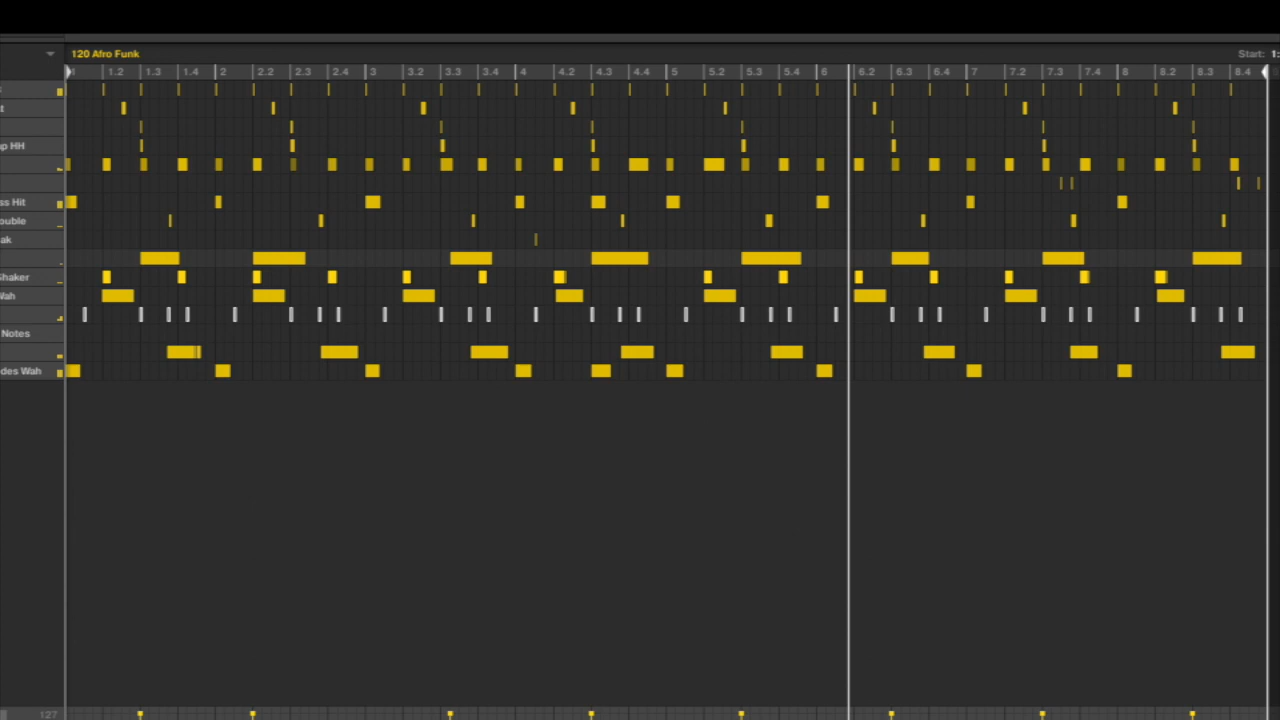 120 Afro Funk
Start: 1:
1 1.2 1.3 1.4 2 2.2 2.3 2.4 3 3.2 3.3 3.4 4 4.2 4.3 4.4 5 5.2 5.3 5.4 6 6.2 6.3 6.4 7 7.2 7.3 7.4 8 8.2 8.3 8.4
t
p HH
ss Hit
ouble
ak
Shaker
Wah
Notes
des Wah
127